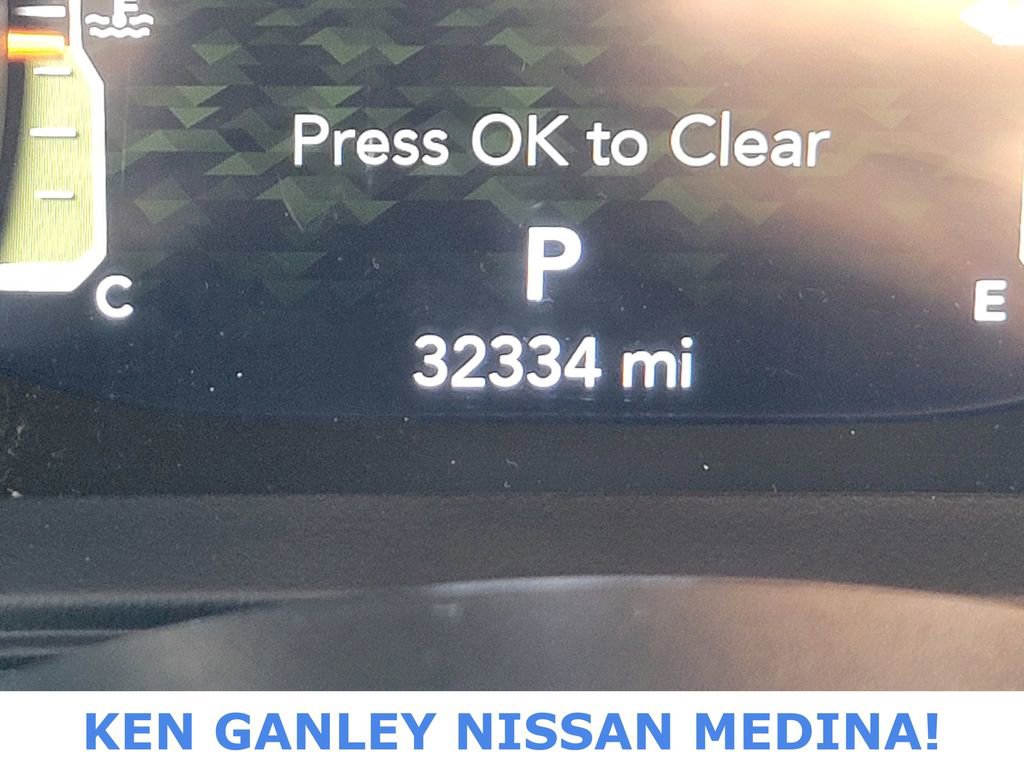 Press OK to Clear
P
C
E
32334 mi
KEN GANLEY NISSAN MEDINA!